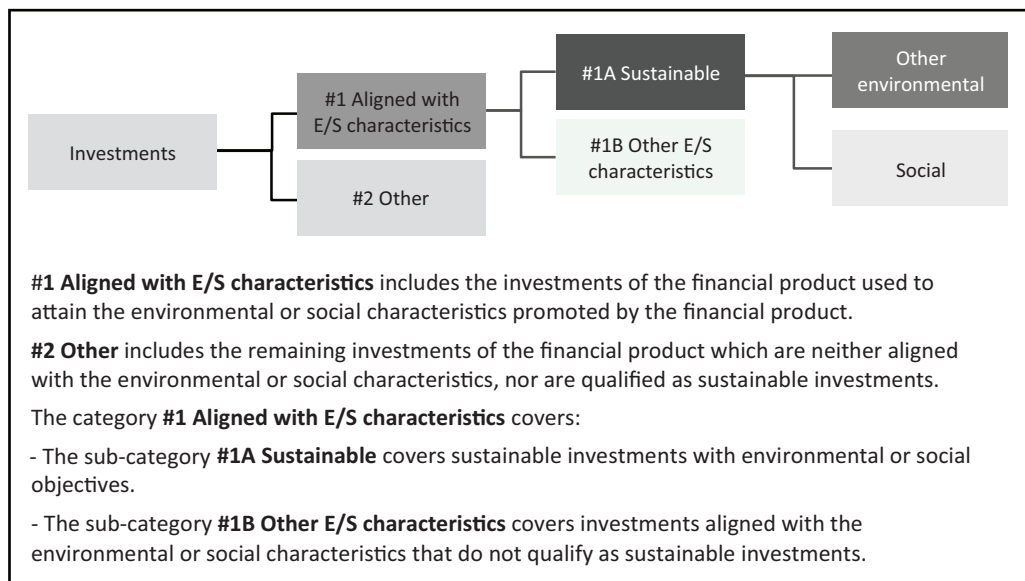 Investments
#1 Aligned with
E/S characteristics
#2 Other
#1A Sustainable
#1B Other E/S
characteristics
Other
environmental
Social
#1 Aligned with E/S characteristics includes the investments of the financial product used to
attain the environmental or social characteristics promoted by the financial product.
#2 Other includes the remaining investments of the financial product which are neither aligned
with the environmental or social characteristics, nor are qualified as sustainable investments.
The category #1 Aligned with E/S characteristics covers:
- The sub-category #1A Sustainable covers sustainable investments with environmental or social
objectives.
- The sub-category #1B Other E/S characteristics covers investments aligned with the
environmental or social characteristics that do not qualify as sustainable investments.